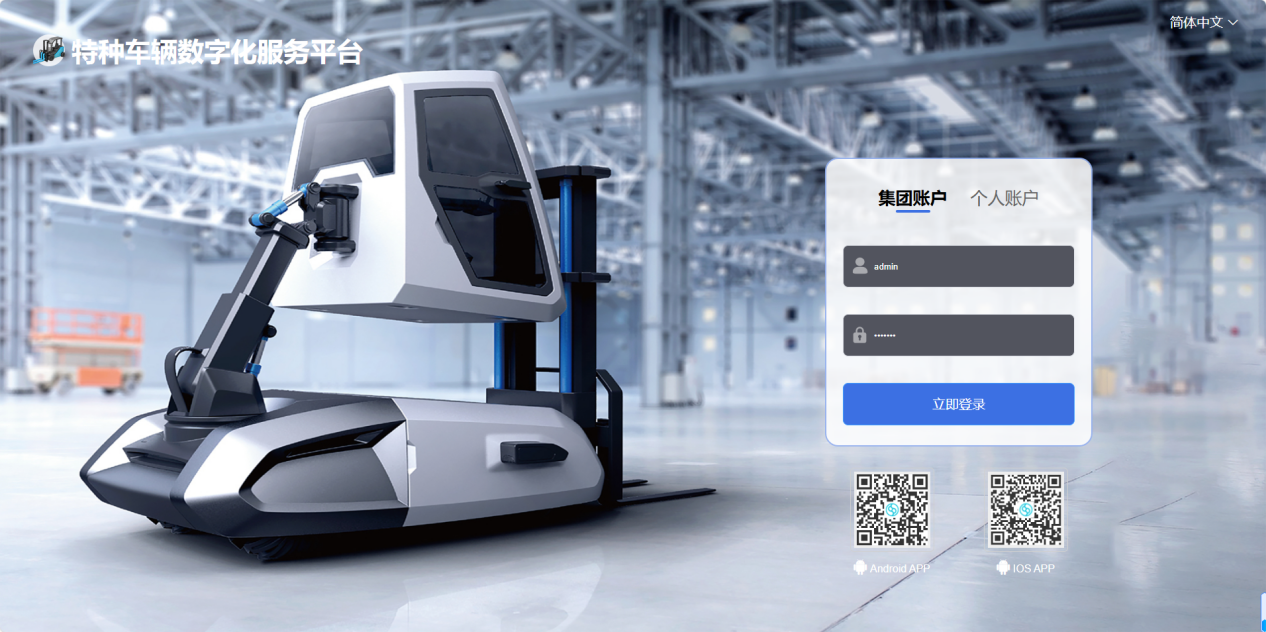 特种车辆数字化服务平台
简体中文
集团账户 个人账户
admin
•••••••
立即登录
Android APP
IOS APP